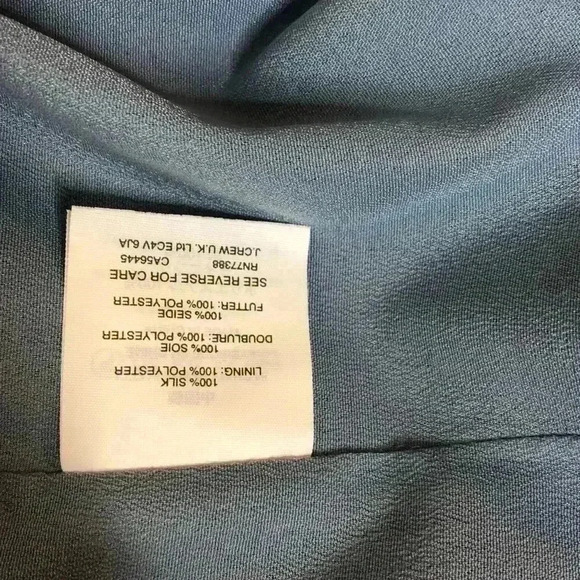 100% SILK
LINING: 100% POLYESTER
100% SOIE
DOUBLURE: 100% POLYESTER
100% SEIDE
FUTTER: 100% POLYESTER
SEE REVERSE FOR CARE
RN77388 CA56445
J.CREW U.K. Ltd EC4V 6JA